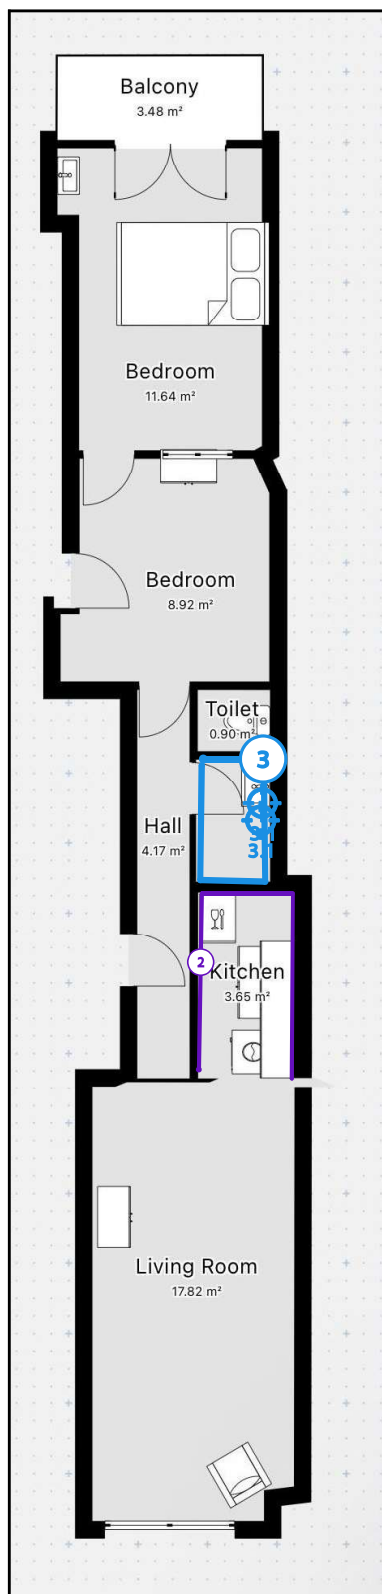 Balcony
3.48 m²
Bedroom
11.64 m²
Bedroom
8.92 m²
Toilet
0.90 m²
3
Hall
4.17 m²
2
Kitchen
3.65 m²
Living Room
17.82 m²